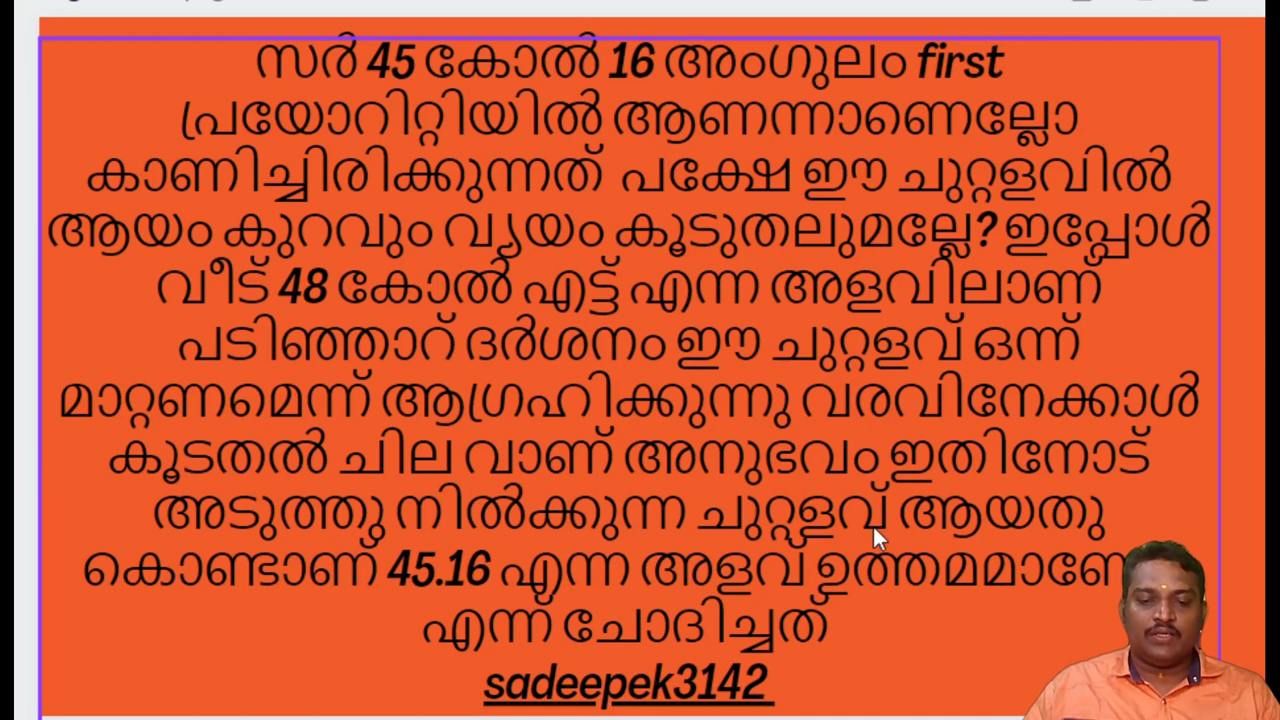 സർ 45 കോൽ 16 അംഗുലം first
പ്രയോറിറ്റിയിൽ ആണന്നാണെല്ലോ
കാണിച്ചിരിക്കുന്നത് പക്ഷേ ഈ ചുറ്റളവിൽ
ആയം കുറവും വ്യയം കൂടുതലുമല്ലേ? ഇപ്പോൾ
വീട് 48 കോൽ എട്ട് എന്ന അളവിലാണ്
പടിഞ്ഞാറ് ദർശനം ഈ ചുറ്റളവ് ഒന്ന്
മാറ്റണമെന്ന് ആഗ്രഹിക്കുന്നു വരവിനേക്കാൾ
കൂടതൽ ചില വാണ് അനുഭവം ഇതിനോട്
അടുത്തു നിൽക്കുന്ന ചുറ്റളവ് ആയതു
കൊണ്ടാണ് 45.16 എന്ന അളവ് ഉത്തമമാണേ
എന്ന് ചോദിച്ചത്
sadeepek3142